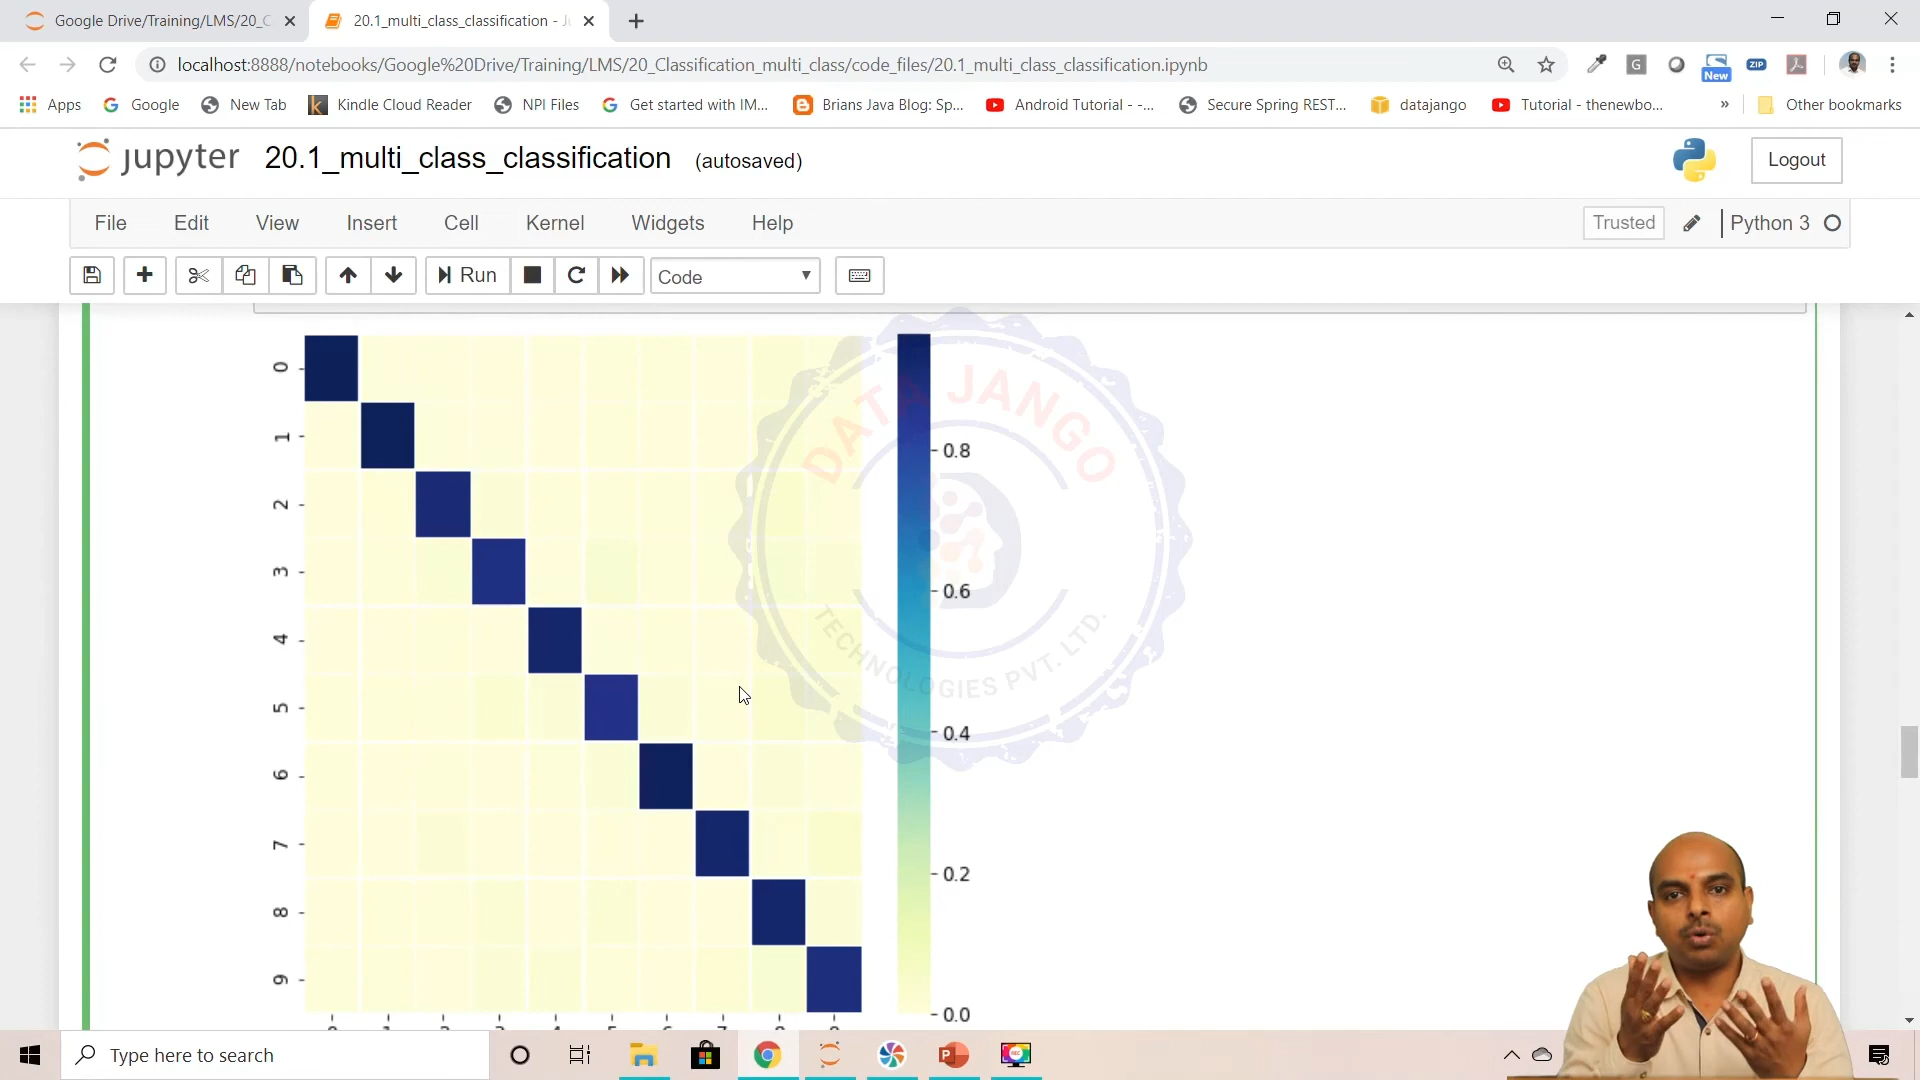 Google Drive/Training/LMS/20_C
20.1_multi_class_classification - J
localhost:8888/notebooks/Google%20Drive/Training/LMS/20_Classification_multi_class/code_files/20.1_multi_class_classification.ipynb
New
ZIP
Apps
Google
New Tab
Kindle Cloud Reader
NPI Files
Get started with IM...
Brians Java Blog: Sp...
Android Tutorial - -...
Secure Spring REST...
datajango
Tutorial - thenewbo...
»
Other bookmarks
jupyter
20.1_multi_class_classification
(autosaved)
Logout
File
Edit
View
Insert
Cell
Kernel
Widgets
Help
Trusted
Python 3
Run
Code
DATA JANGO
TECHNOLOGIES PVT. LTD.
0
1
2
3
4
5
6
7
8
9
0.8
0.6
0.4
0.2
0.0
Type here to search